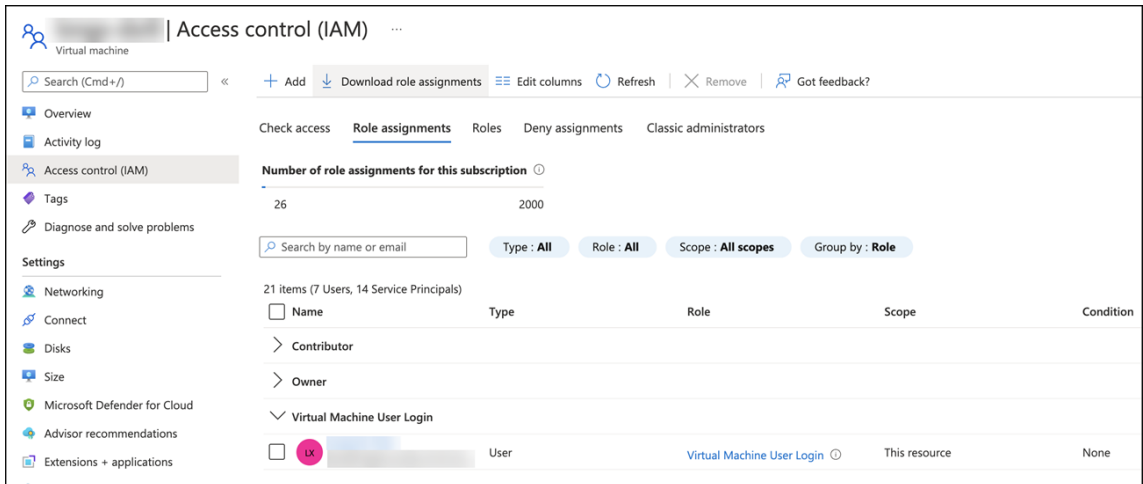 | Access control (IAM) ...
Virtual machine
Search (Cmd+/)
«
Overview
Activity log
Access control (IAM)
Tags
Diagnose and solve problems
Settings
Networking
Connect
Disks
Size
Microsoft Defender for Cloud
Advisor recommendations
Extensions + applications
Add Download role assignments Edit columns Refresh Remove Got feedback?
Check access Role assignments Roles Deny assignments Classic administrators
Number of role assignments for this subscription
26 2000
Search by name or email Type : All Role : All Scope : All scopes Group by : Role
21 items (7 Users, 14 Service Principals)
Name Type Role Scope Condition
Contributor
Owner
Virtual Machine User Login
LX User Virtual Machine User Login This resource None